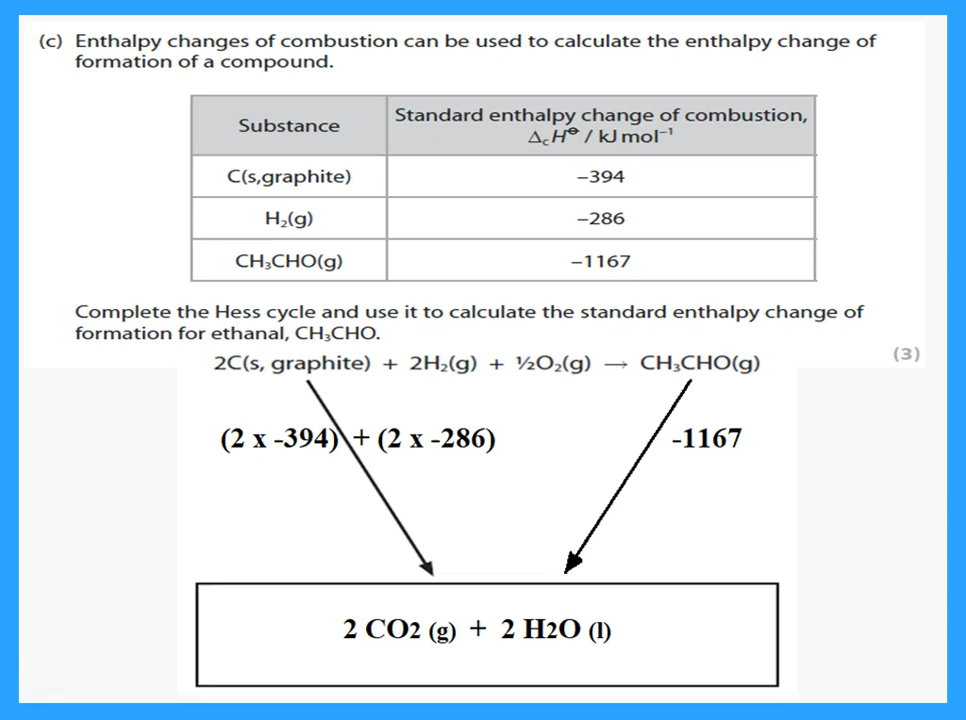 (c) Enthalpy changes of combustion can be used to calculate the enthalpy change of
formation of a compound.
Substance
Standard enthalpy change of combustion,
ΔcH⦵ / kJ mol⁻¹
C(s,graphite)
–394
H₂(g)
–286
CH₃CHO(g)
–1167
Complete the Hess cycle and use it to calculate the standard enthalpy change of
formation for ethanal, CH₃CHO.
(3)
2C(s, graphite) + 2H₂(g) + ½O₂(g) → CH₃CHO(g)
(2 x -394) + (2 x -286)
-1167
2 CO2 (g) + 2 H2O (l)